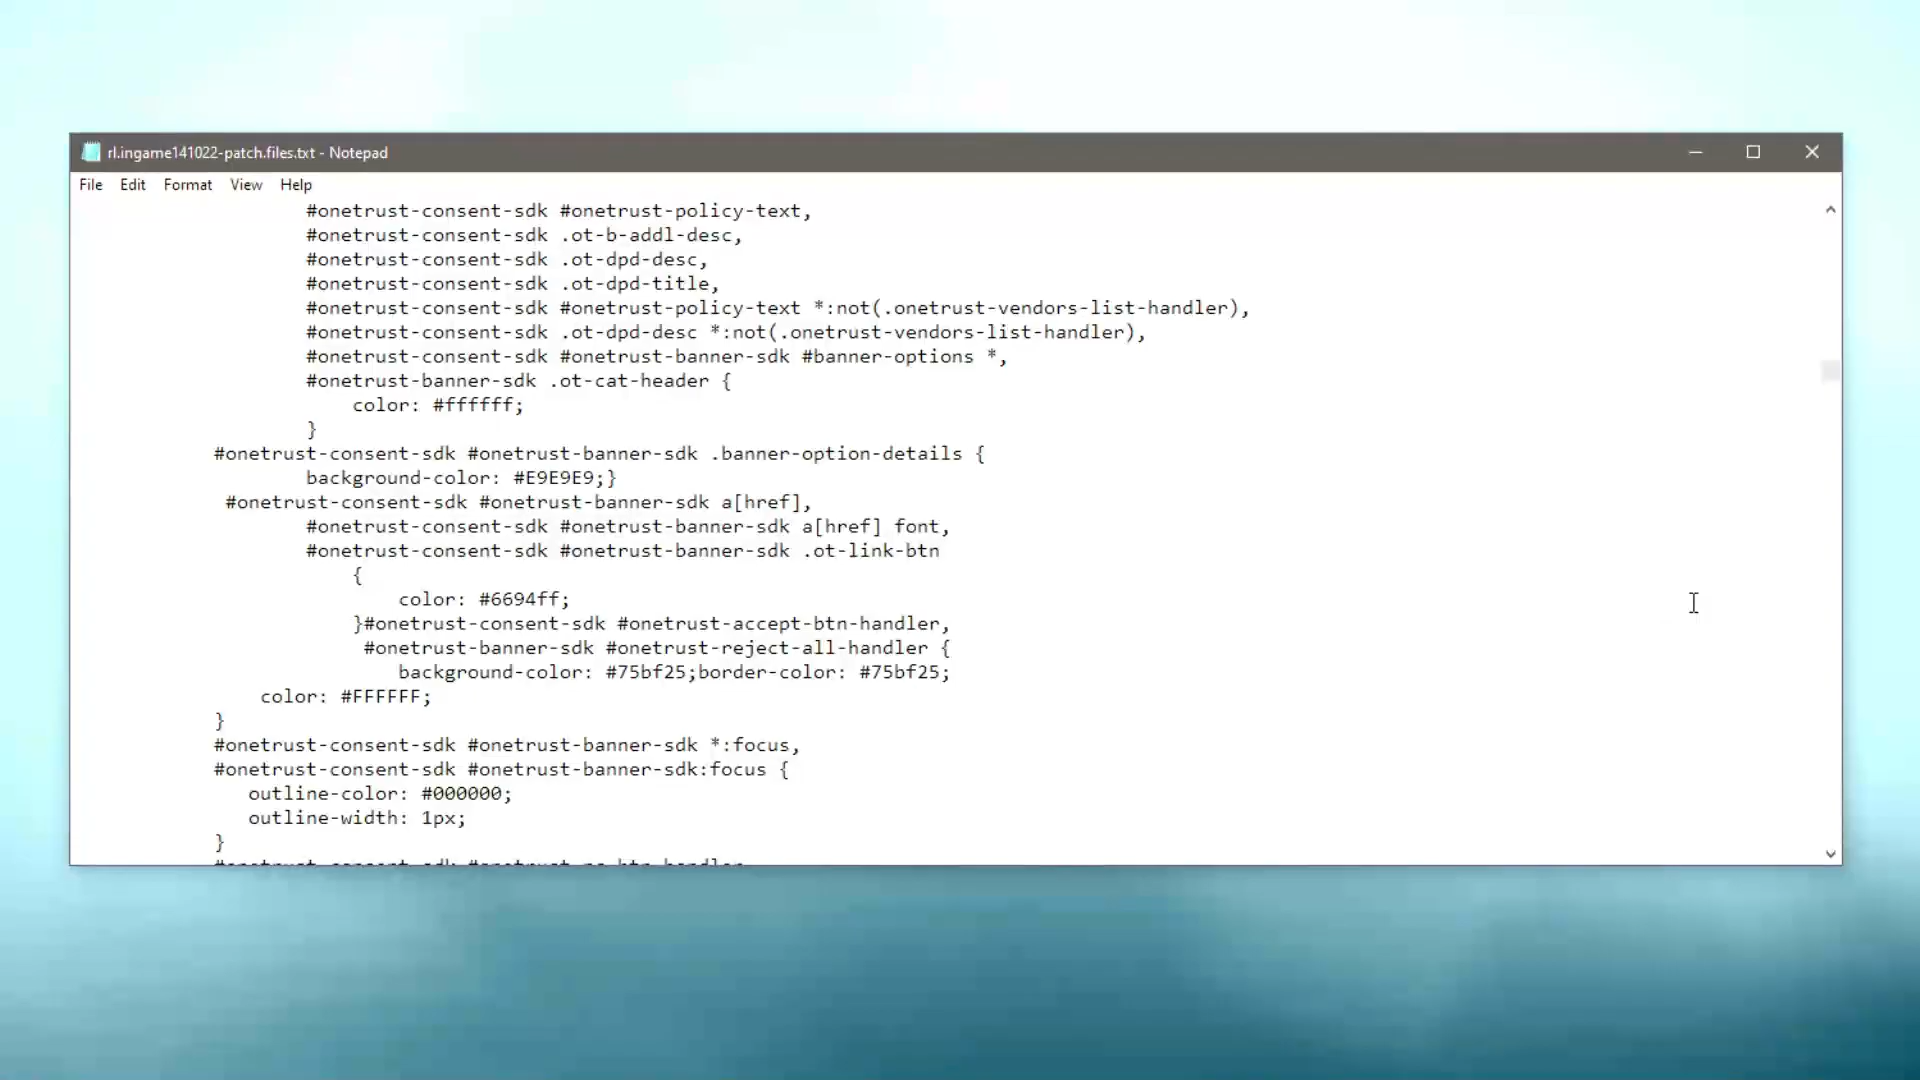 rl.ingame141022-patch.files.txt - Notepad
File Edit Format View Help
#onetrust-consent-sdk #onetrust-policy-text,
#onetrust-consent-sdk .ot-b-addl-desc,
#onetrust-consent-sdk .ot-dpd-desc,
#onetrust-consent-sdk .ot-dpd-title,
#onetrust-consent-sdk #onetrust-policy-text *:not(.onetrust-vendors-list-handler),
#onetrust-consent-sdk .ot-dpd-desc *:not(.onetrust-vendors-list-handler),
#onetrust-consent-sdk #onetrust-banner-sdk #banner-options *,
#onetrust-banner-sdk .ot-cat-header {
color: #ffffff;
}
#onetrust-consent-sdk #onetrust-banner-sdk .banner-option-details {
background-color: #E9E9E9;}
#onetrust-consent-sdk #onetrust-banner-sdk a[href],
#onetrust-consent-sdk #onetrust-banner-sdk a[href] font,
#onetrust-consent-sdk #onetrust-banner-sdk .ot-link-btn
{
color: #6694ff;
}#onetrust-consent-sdk #onetrust-accept-btn-handler,
#onetrust-banner-sdk #onetrust-reject-all-handler {
background-color: #75bf25;border-color: #75bf25;
color: #FFFFFF;
}
#onetrust-consent-sdk #onetrust-banner-sdk *:focus,
#onetrust-consent-sdk #onetrust-banner-sdk:focus {
outline-color: #000000;
outline-width: 1px;
}
#onetrust-consent-sdk #onetrust-pc-btn-handler,